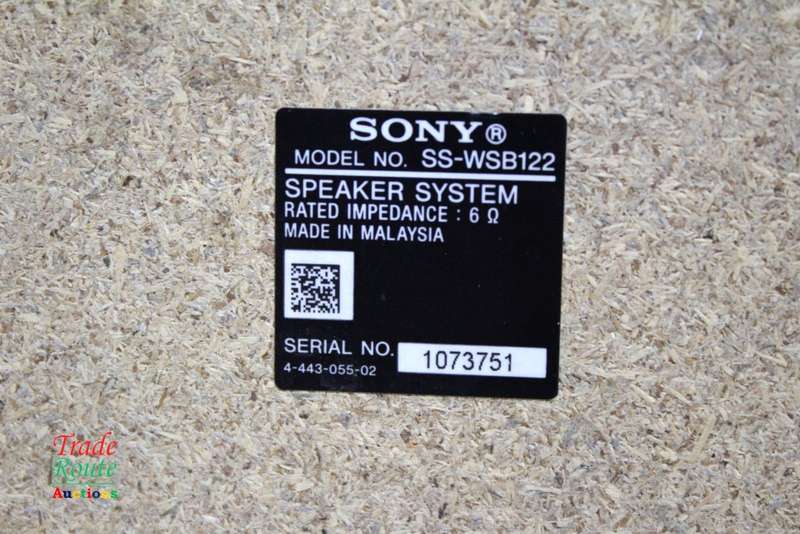 SONY®
MODEL NO. SS-WSB122
SPEAKER SYSTEM
RATED IMPEDANCE : 6 Ω
MADE IN MALAYSIA
SERIAL NO. 1073751
4-443-055-02
Trade
Route
Auctions